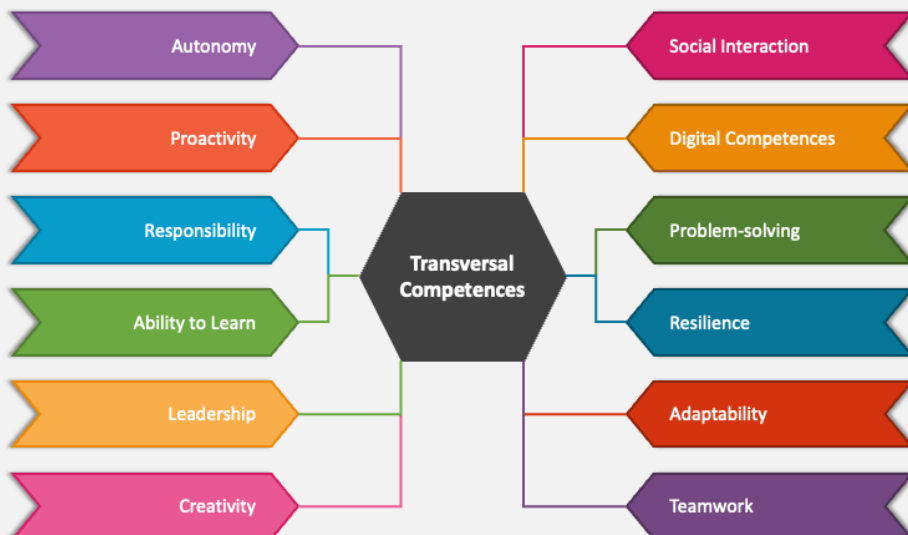 Autonomy
Proactivity
Responsibility
Ability to Learn
Leadership
Creativity
Transversal
Competences
Social Interaction
Digital Competences
Problem-solving
Resilience
Adaptability
Teamwork